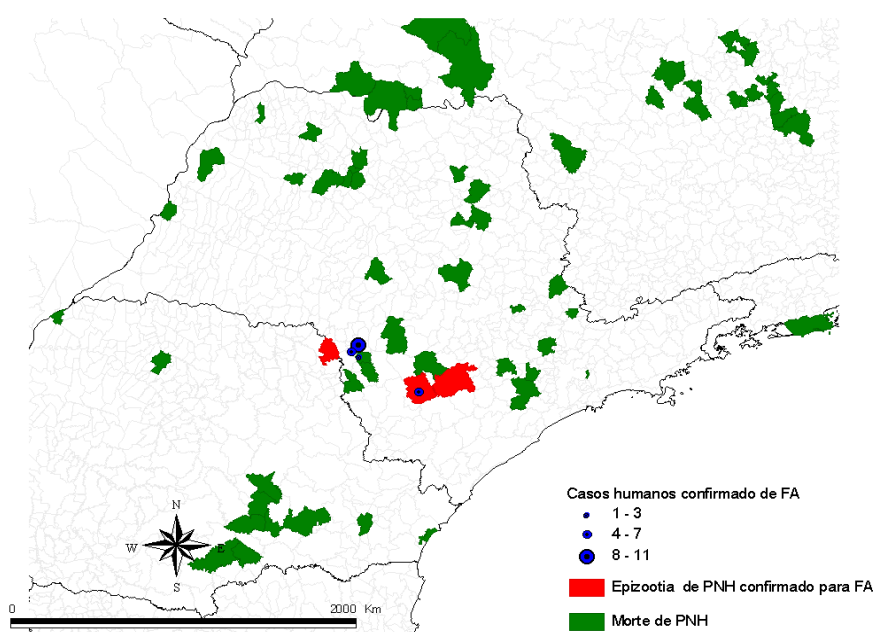 N
W
E
S
0
2000 Km
Casos humanos confirmado de FA
1 - 3
4 - 7
8 - 11
Epizootia de PNH confirmado para FA
Morte de PNH